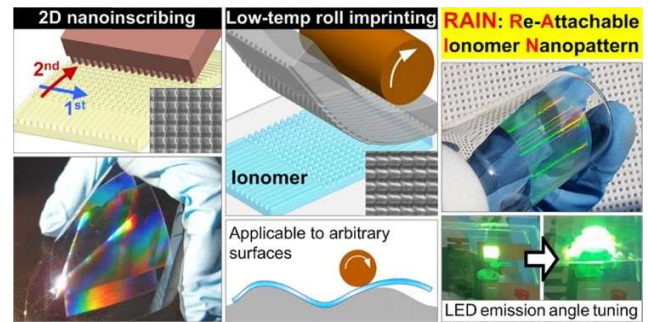 2D nanoinscribing
2nd
1st
Low-temp roll imprinting
Ionomer
Applicable to arbitrary
surfaces
RAIN: Re-Attachable
Ionomer Nanopattern
LED emission angle tuning